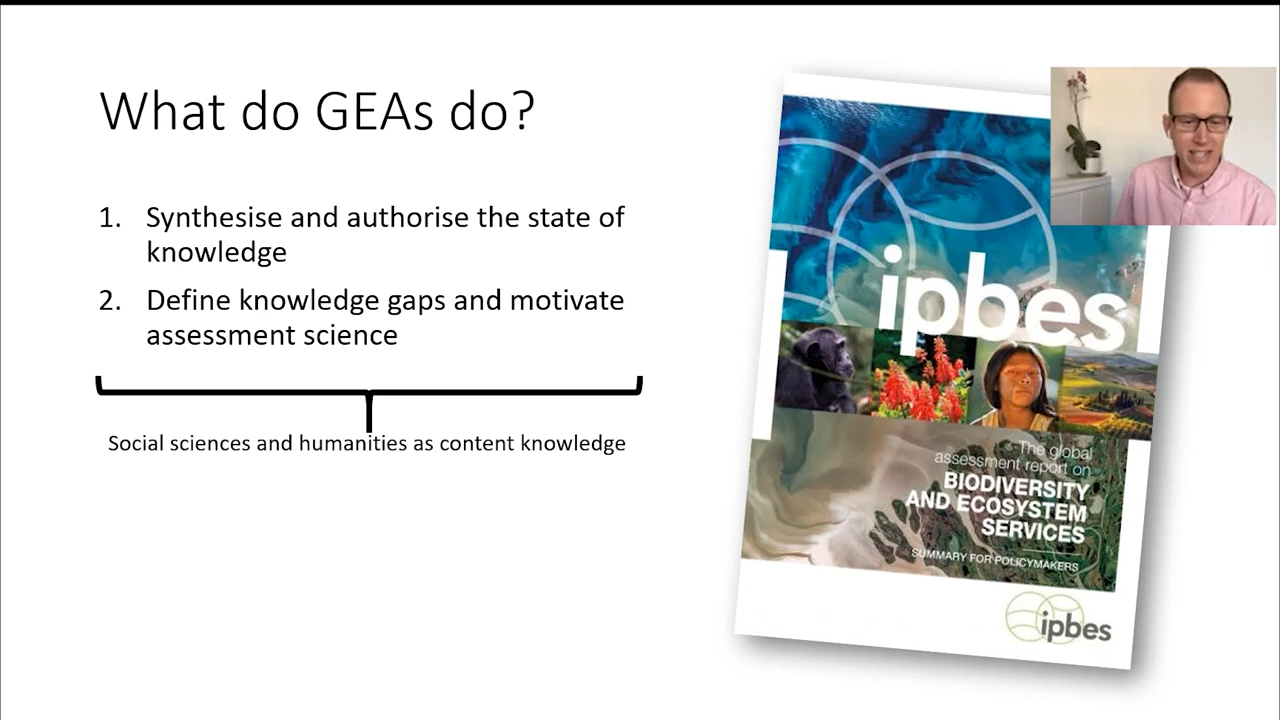 What do GEAs do?
1. Synthesise and authorise the state of
knowledge
2. Define knowledge gaps and motivate
assessment science
Social sciences and humanities as content knowledge
ipbes
The global
assessment report on
BIODIVERSITY
AND ECOSYSTEM
SERVICES
SUMMARY FOR POLICYMAKERS
ipbes